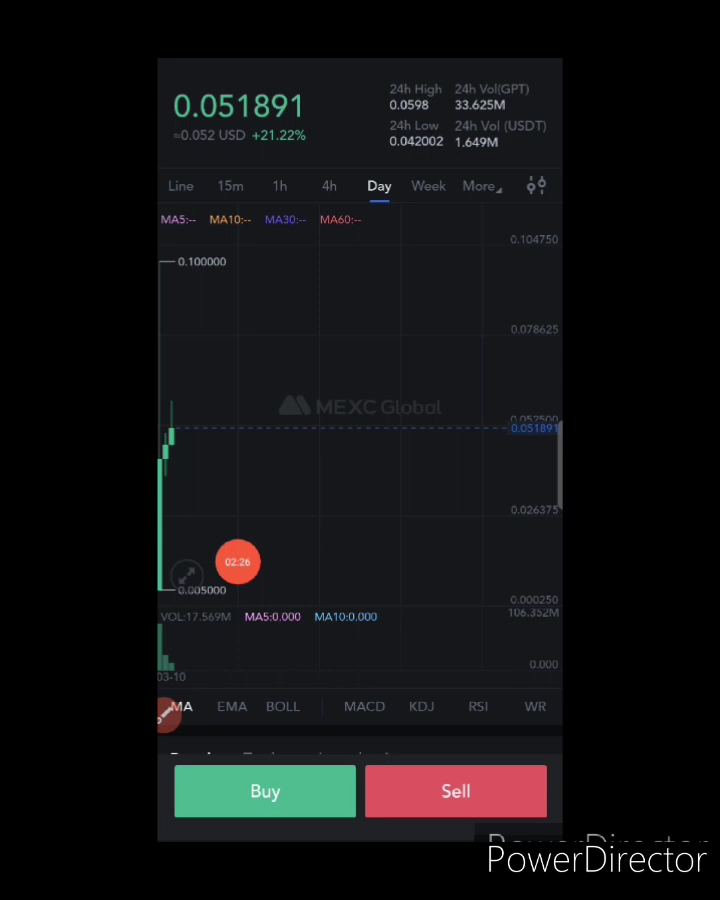 0.051891
≈0.052 USD +21.22%
24h High 24h Vol(GPT)
0.0598 33.625M
24h Low 24h Vol (USDT)
0.042002 1.649M
Line 15m 1h 4h Day Week More
MA5:-- MA10:-- MA30:-- MA60:--
0.104750
0.100000
0.078625
MEXC Global
0.052500
0.051891
0.026375
02:26
0.005000
0.000250
VOL:17.569M MA5:0.000 MA10:0.000
106.352M
0.000
03-10
MA EMA BOLL MACD KDJ RSI WR
Buy Sell
PowerDirector
PowerDirector